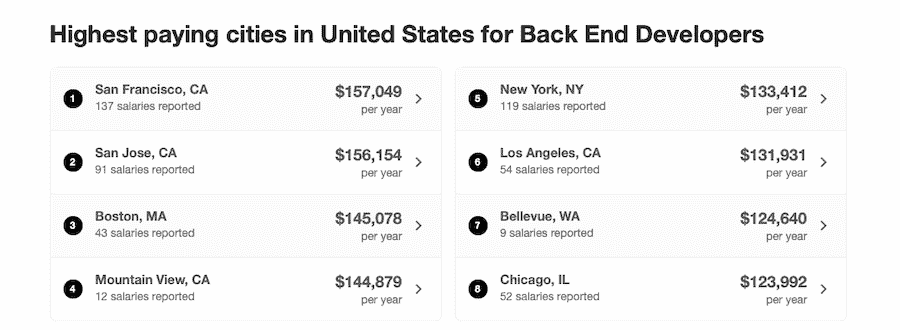 Highest paying cities in United States for Back End Developers
1 San Francisco, CA $157,049
137 salaries reported per year
2 San Jose, CA $156,154
91 salaries reported per year
3 Boston, MA $145,078
43 salaries reported per year
4 Mountain View, CA $144,879
12 salaries reported per year
5 New York, NY $133,412
119 salaries reported per year
6 Los Angeles, CA $131,931
54 salaries reported per year
7 Bellevue, WA $124,640
9 salaries reported per year
8 Chicago, IL $123,992
52 salaries reported per year